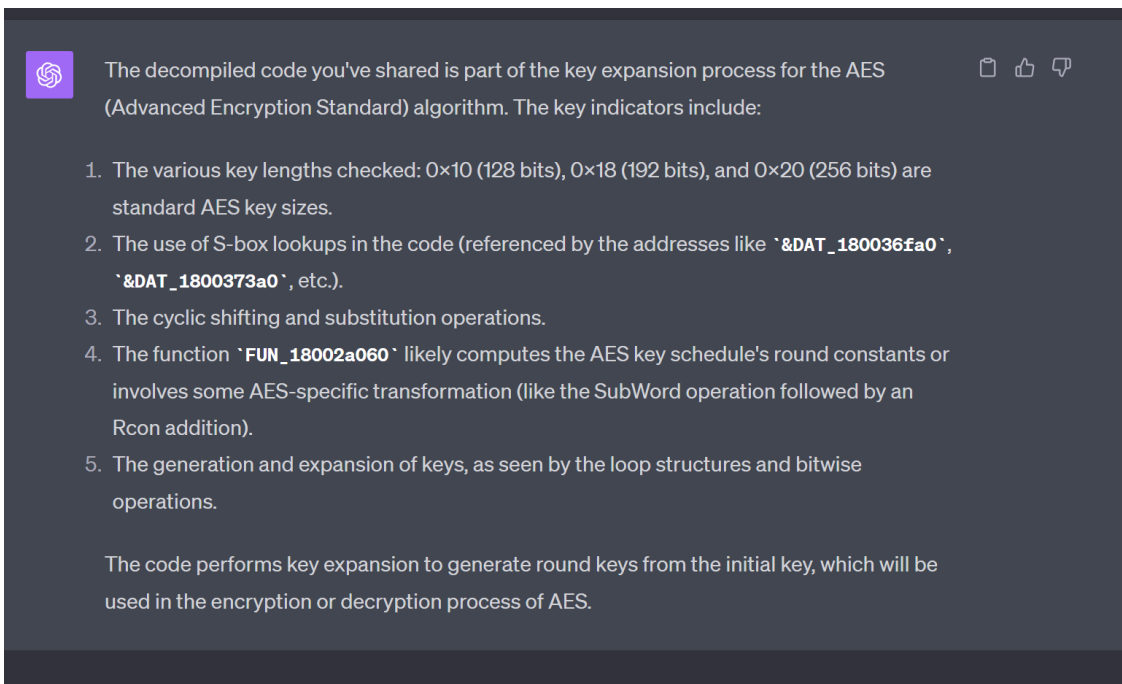 The decompiled code you've shared is part of the key expansion process for the AES
(Advanced Encryption Standard) algorithm. The key indicators include:
1. The various key lengths checked: 0×10 (128 bits), 0×18 (192 bits), and 0×20 (256 bits) are
standard AES key sizes.
2. The use of S-box lookups in the code (referenced by the addresses like `&DAT_180036fa0`,
`&DAT_1800373a0`, etc.).
3. The cyclic shifting and substitution operations.
4. The function `FUN_18002a060` likely computes the AES key schedule's round constants or
involves some AES-specific transformation (like the SubWord operation followed by an
Rcon addition).
5. The generation and expansion of keys, as seen by the loop structures and bitwise
operations.
The code performs key expansion to generate round keys from the initial key, which will be
used in the encryption or decryption process of AES.